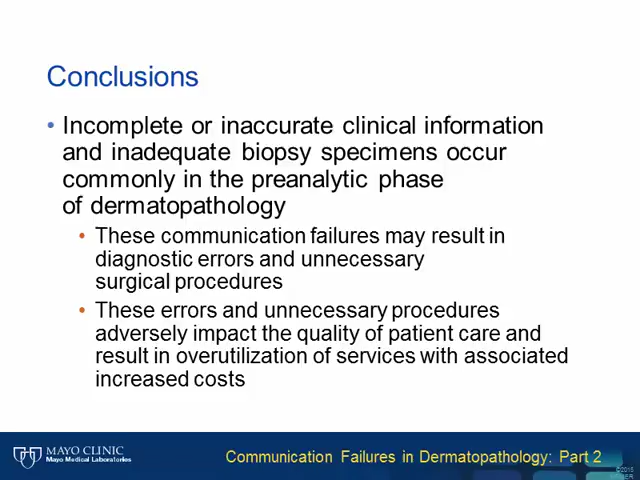 Conclusions
• Incomplete or inaccurate clinical information
and inadequate biopsy specimens occur
commonly in the preanalytic phase
of dermatopathology
• These communication failures may result in
diagnostic errors and unnecessary
surgical procedures
• These errors and unnecessary procedures
adversely impact the quality of patient care and
result in overutilization of services with associated
increased costs
MAYO CLINIC
Mayo Medical Laboratories
Communication Failures in Dermatopathology: Part 2